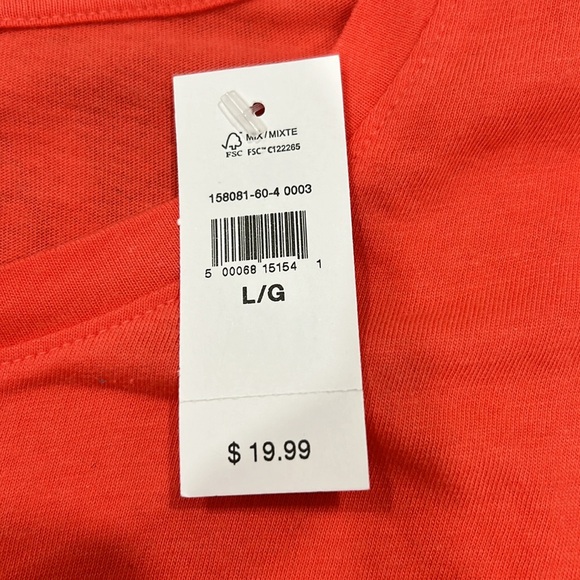 MIX/MIXTE
FSC FSC™ C122265
158081-60-4 0003
5 00068 15154 1
L/G
$ 19.99